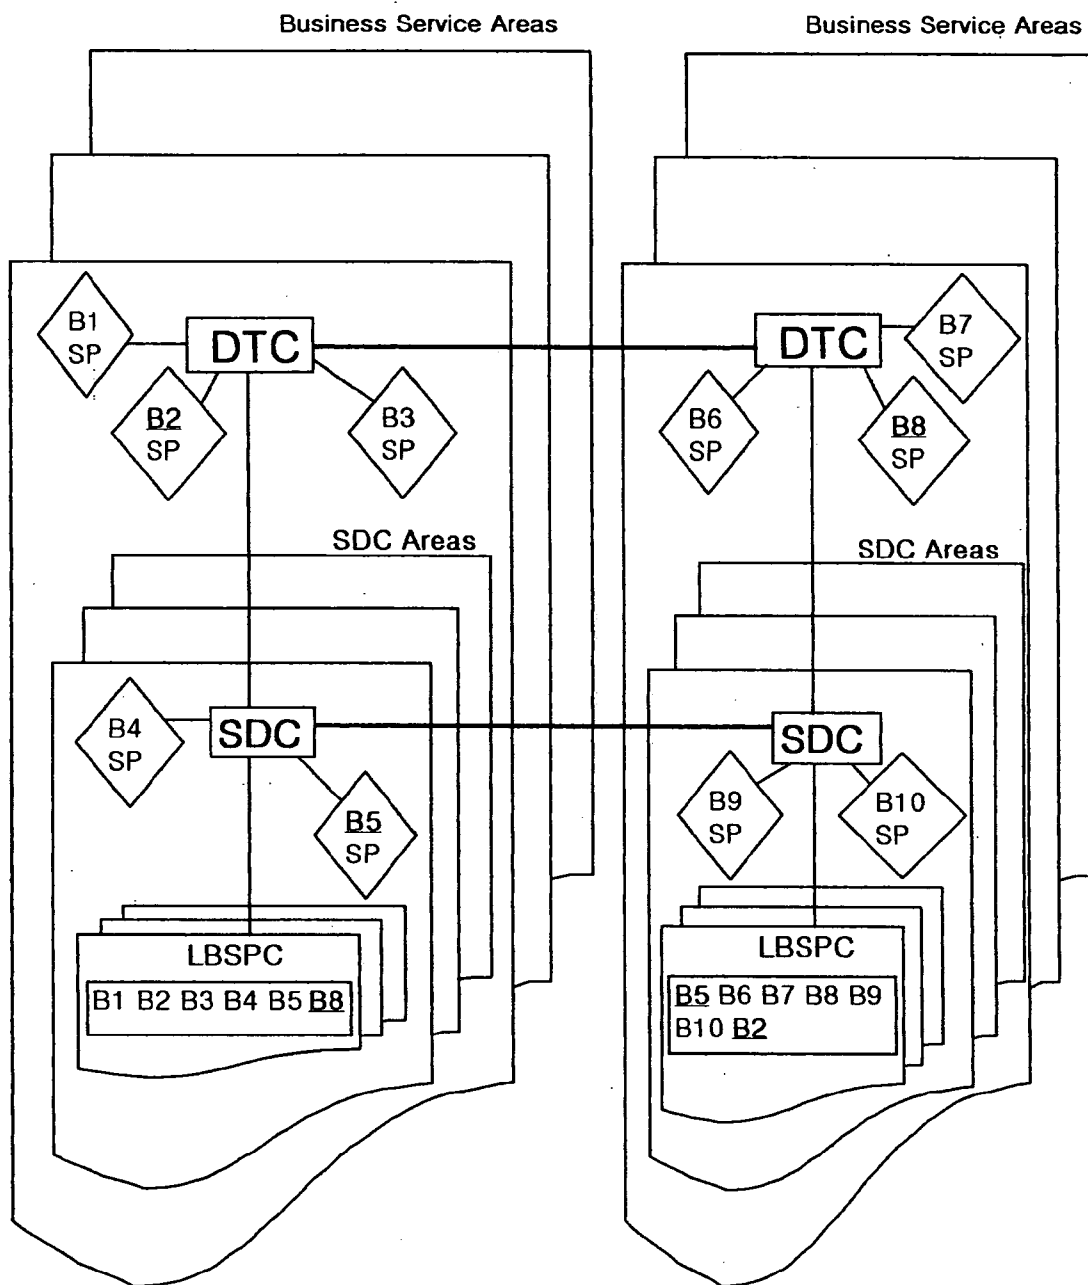 Business Service Areas
Business Service Areas
B1
SP
DTC
B2
SP
B3
SP
DTC
B7
SP
B6
SP
B8
SP
SDC Areas
SDC Areas
B4
SP
SDC
B5
SP
SDC
B9
SP
B10
SP
LBSPC
B1 B2 B3 B4 B5 B8
LBSPC
B5 B6 B7 B8 B9
B10 B2